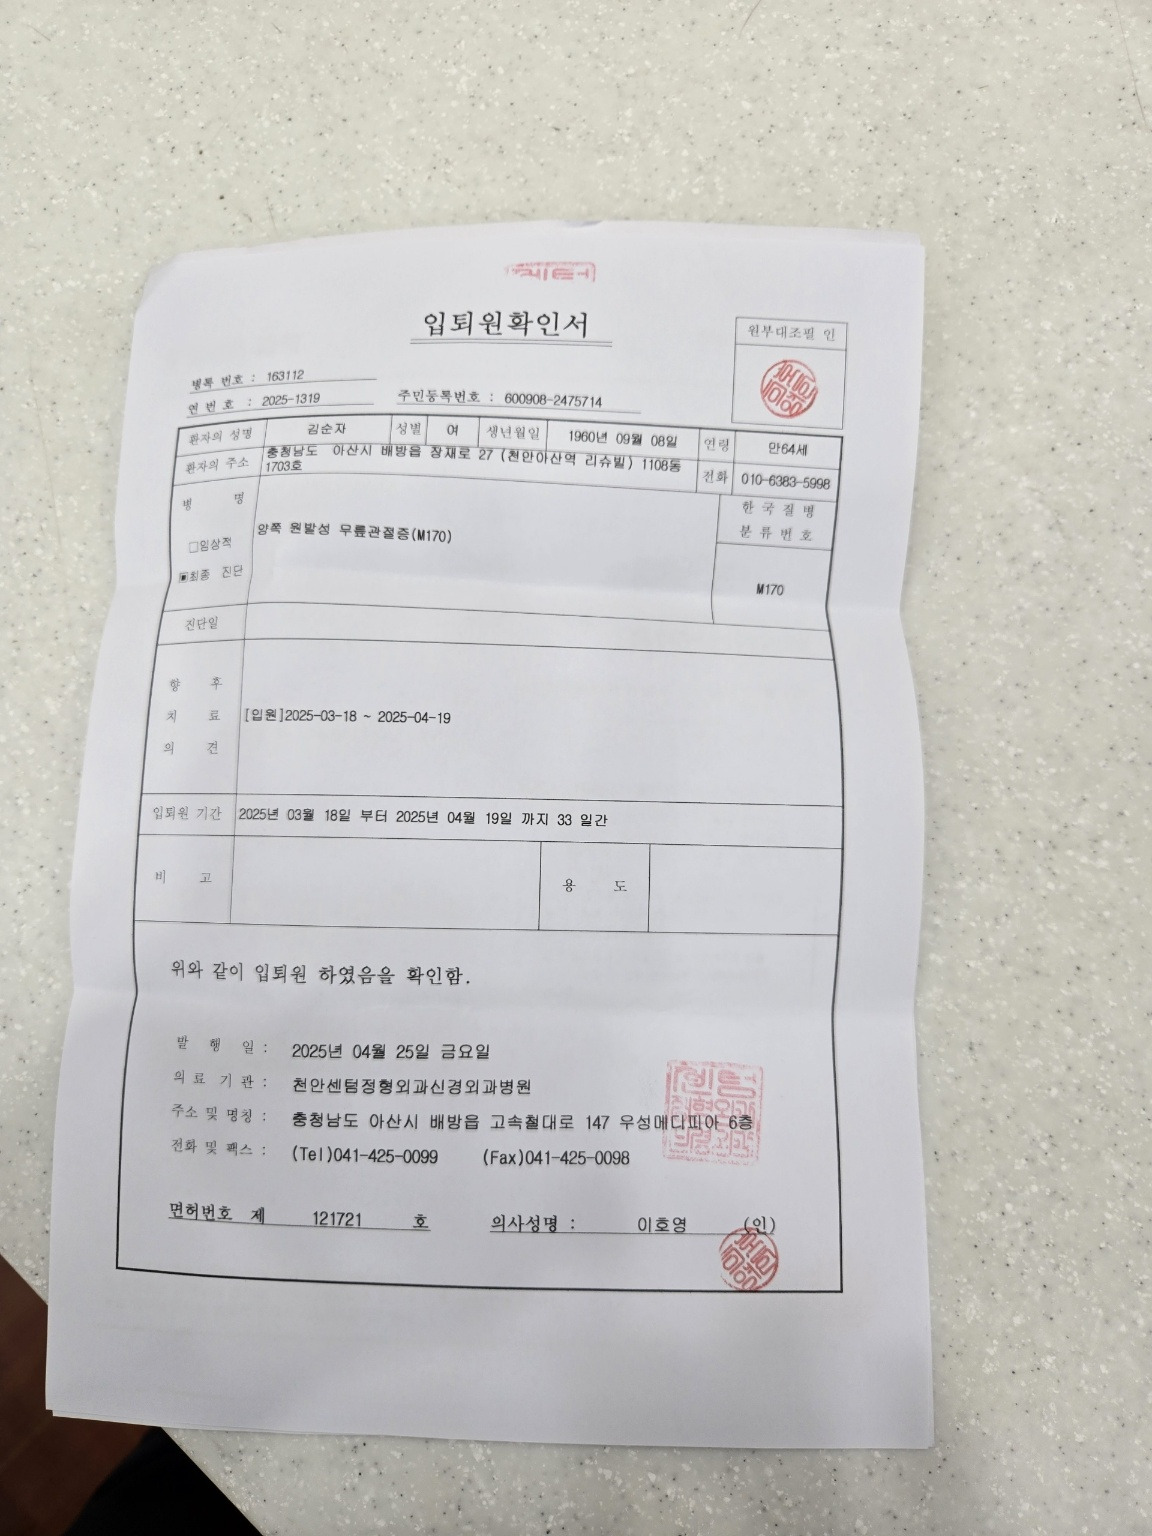 입퇴원확인서
원부대조필 인
병록 번호 : 163112
연 번 호 : 2025-1319
주민등록번호 : 600908-2475714
환자의 성명 김순자 성별 여 생년월일 1960년 09월 08일 연령 만64세
환자의 주소 충청남도 아산시 배방읍 장재로 27 (천안아산역 리슈빌) 1108동
1703호
전화 010-6383-5998
병 명
한국질병
분류번호
양쪽 원발성 무릎관절증(M170)
□임상적
▣최종 진단
M170
진단일
향 후
치 료 [입원]2025-03-18 ~ 2025-04-19
의 견
입퇴원 기간 2025년 03월 18일 부터 2025년 04월 19일 까지 33 일간
비 고 용 도
위와 같이 입퇴원 하였음을 확인함.
발 행 일 : 2025년 04월 25일 금요일
의료 기관 : 천안센텀정형외과신경외과병원
주소 및 명칭 : 충청남도 아산시 배방읍 고속철대로 147 우성메디피아 6층
전화 및 팩스 : (Tel)041-425-0099 (Fax)041-425-0098
면허번호 제 121721 호 의사성명 : 이호영 (인)